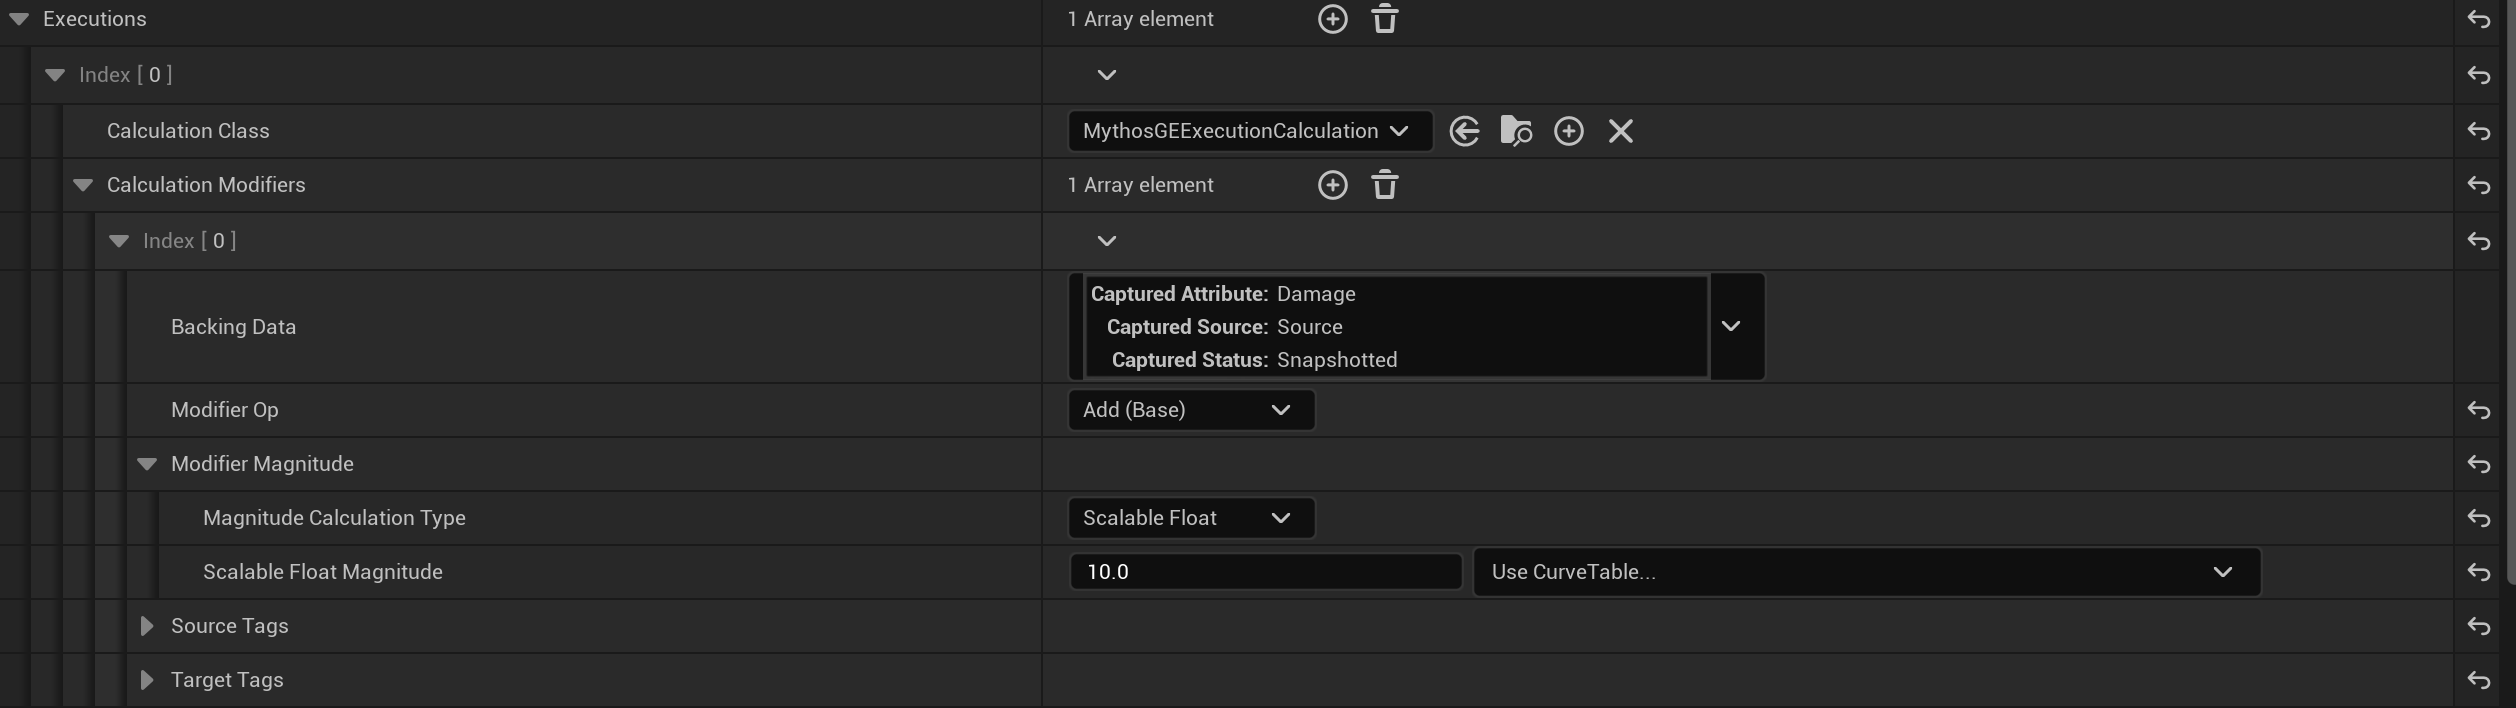 Executions
1 Array element
Index [ 0 ]
Calculation Class
MythosGEExecutionCalculation
Calculation Modifiers
1 Array element
Index [ 0 ]
Backing Data
Captured Attribute: Damage
Captured Source: Source
Captured Status: Snapshotted
Modifier Op
Add (Base)
Modifier Magnitude
Magnitude Calculation Type
Scalable Float
Scalable Float Magnitude
10.0
Use CurveTable...
Source Tags
Target Tags